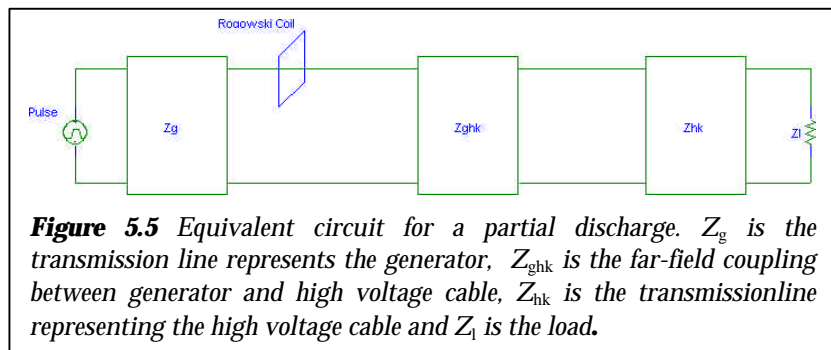 Rogowski Coil
Pulse
Zg
Zghk
Zhk
Zl
Figure 5.5 Equivalent circuit for a partial discharge. Zg is the
transmission line represents the generator, Zghk is the far-field coupling
between generator and high voltage cable, Zhk is the transmissionline
representing the high voltage cable and Zl is the load.